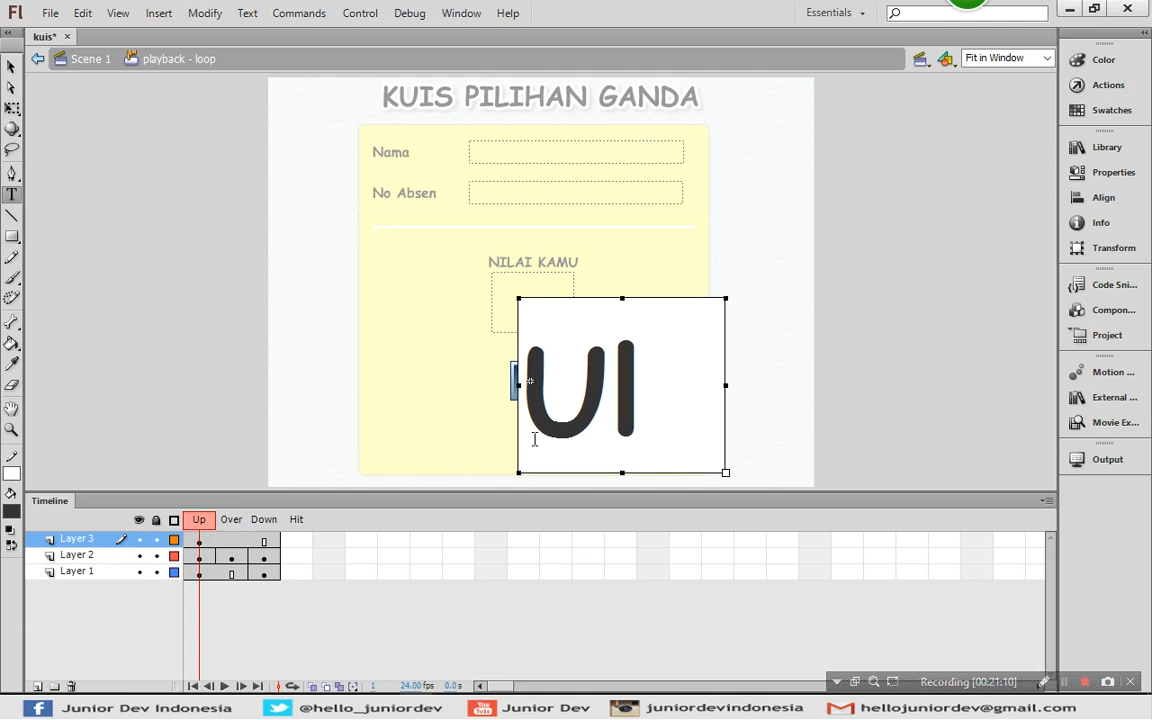 Fl File Edit View Insert Modify Text Commands Control Debug Window Help Essentials
kuis*
Scene 1 playback - loop Fit in Window
KUIS PILIHAN GANDA
Nama
No Absen
NILAI KAMU
UI
Color
Actions
Swatches
Library
Properties
Align
Info
Transform
Code Sni...
Compon...
Project
Motion ...
External ...
Movie Ex...
Output
Timeline
Up Over Down Hit
Layer 3
Layer 2
Layer 1
1 24.00 fps 0.0 s
Recording [00:21:10]
Junior Dev Indonesia @hello_juniordev Junior Dev juniordevindonesia hellojuniordev@gmail.com